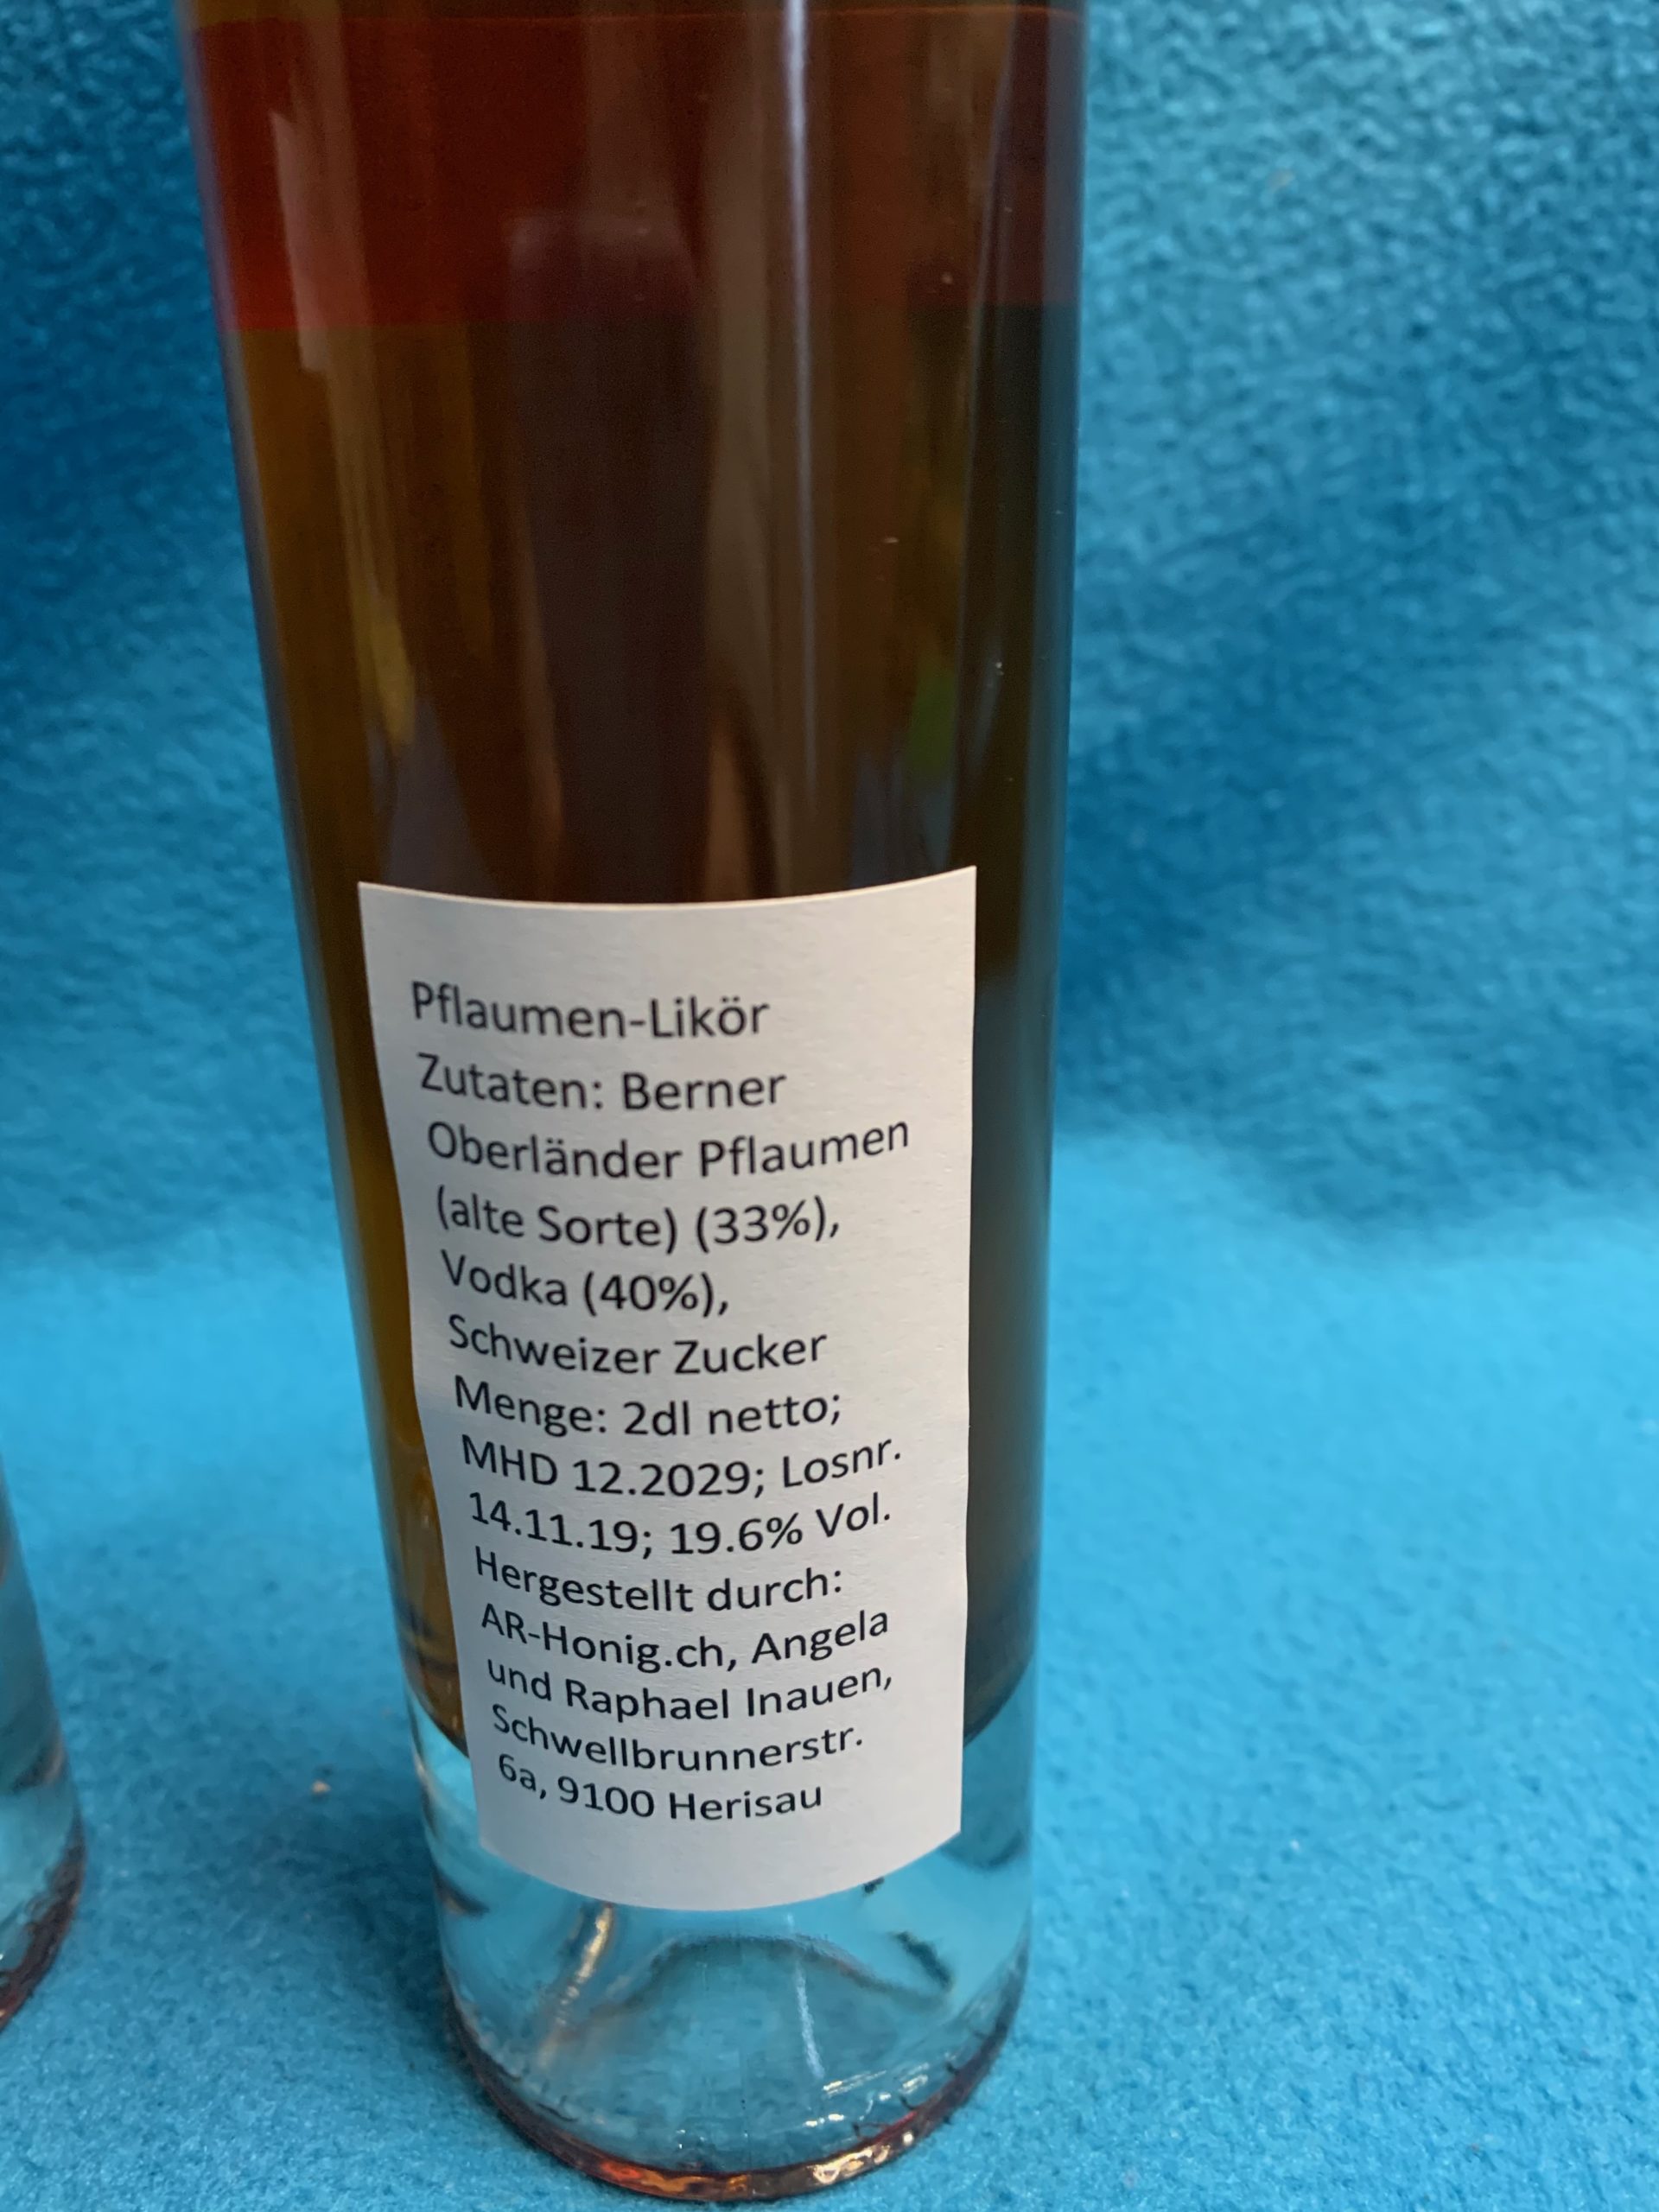 Pflaumen-Likör
Zutaten: Berner
Oberländer Pflaumen
(alte Sorte) (33%),
Vodka (40%),
Schweizer Zucker
Menge: 2dl netto;
MHD 12.2029; Losnr.
14.11.19; 19.6% Vol.
Hergestellt durch:
AR-Honig.ch, Angela
und Raphael Inauen,
Schwellbrunnerstr.
6a, 9100 Herisau